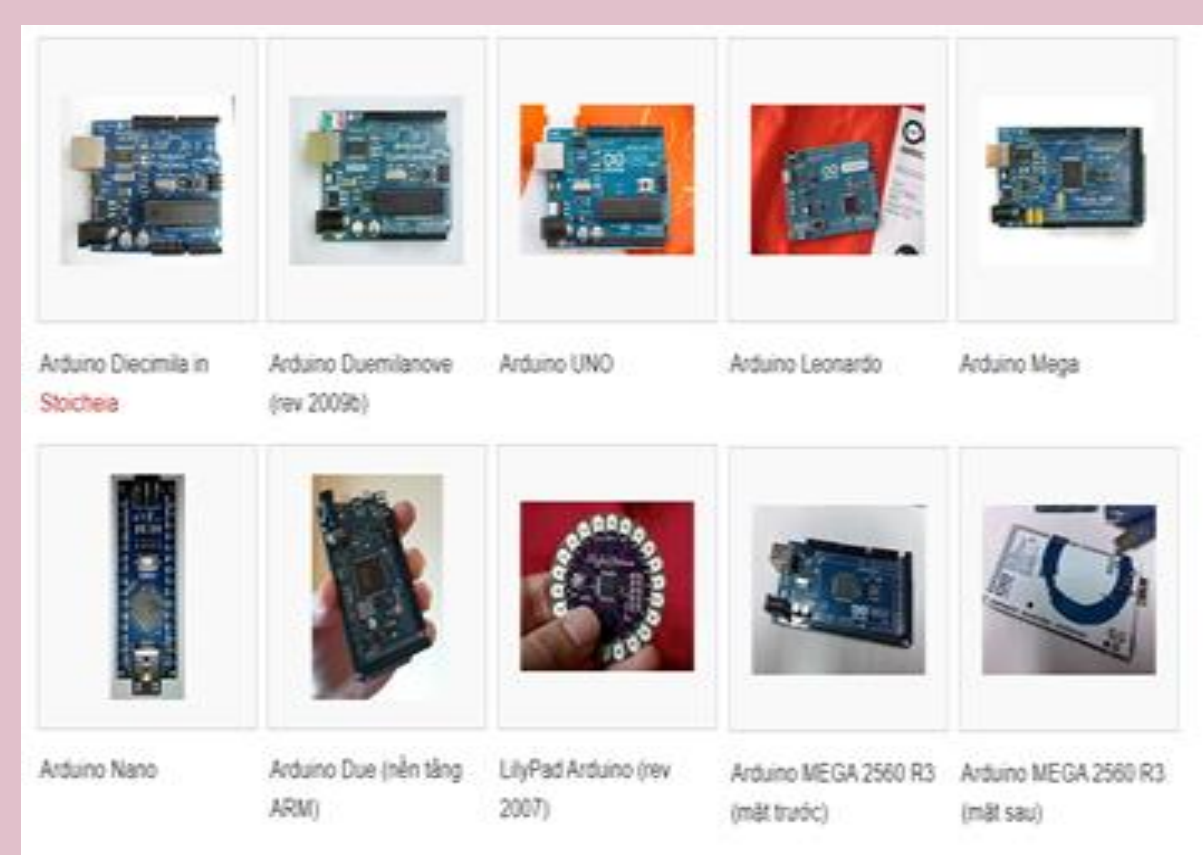 Arduino Diecimila in
Stoicheia
Arduino Duemilanove
(rev 2009b)
Arduino UNO
Arduino Leonardo
Arduino Mega
Arduino Nano
Arduino Due (nền tảng
ARM)
LilyPad Arduino (rev
2007)
Arduino MEGA 2560 R3
(mặt trước)
Arduino MEGA 2560 R3
(mặt sau)